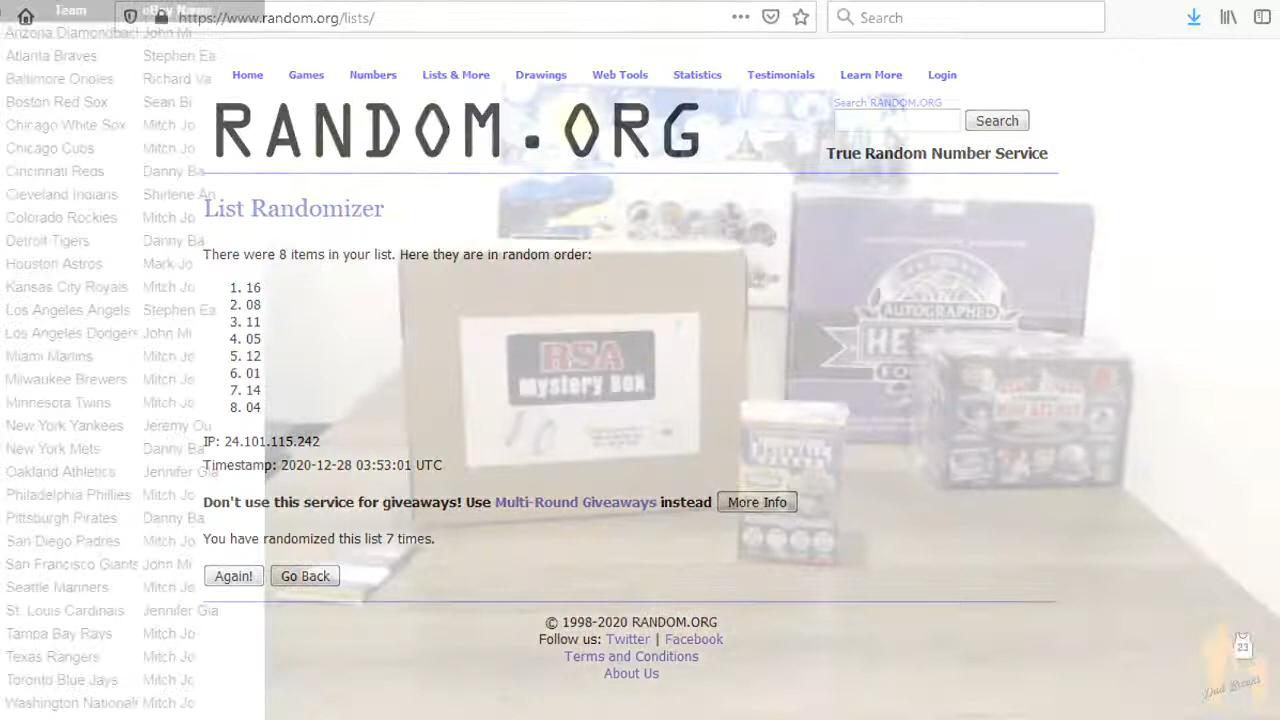 Team eBay Name
https://www.random.org/lists/
Search
Arizona Diamondbac John Mi
Atlanta Braves Stephen Ea
Baltimore Orioles Richard Va
Boston Red Sox Sean Bi
Chicago White Sox Mitch Jo
Chicago Cubs Mitch Jo
Cincinnati Reds Danny Ba
Cleveland Indians Shirlene An
Colorado Rockies Mitch Jo
Detroit Tigers Danny Ba
Houston Astros Mark Jo
Kansas City Royals Mitch Jo
Los Angeles Angels Stephen Ea
Los Angeles Dodgers John Mi
Miami Marlins Mitch Jo
Milwaukee Brewers Mitch Jo
Minnesota Twins Mitch Jo
New York Yankees Jeremy Ou
New York Mets Danny Ba
Oakland Athletics Jennifer Gia
Philadelphia Phillies Mitch Jo
Pittsburgh Pirates Danny Ba
San Diego Padres Mitch Jo
San Francisco Giants John Mi
Seattle Mariners Mitch Jo
St. Louis Cardinals Jennifer Gia
Tampa Bay Rays Mitch Jo
Texas Rangers Mitch Jo
Toronto Blue Jays Mitch Jo
Washington Nationals Mitch Jo
Home Games Numbers Lists & More Drawings Web Tools Statistics Testimonials Learn More Login
RANDOM.ORG
Search RANDOM.ORG
Search
True Random Number Service
List Randomizer
There were 8 items in your list. Here they are in random order:
1. 16
2. 08
3. 11
4. 05
5. 12
6. 01
7. 14
8. 04
IP: 24.101.115.242
Timestamp: 2020-12-28 03:53:01 UTC
Don't use this service for giveaways! Use Multi-Round Giveaways instead More Info
You have randomized this list 7 times.
Again! Go Back
© 1998-2020 RANDOM.ORG
Follow us: Twitter | Facebook
Terms and Conditions
About Us
RSA
mystery box
AUTOGRAPHED
BASEBALL
23
Dad Breaks